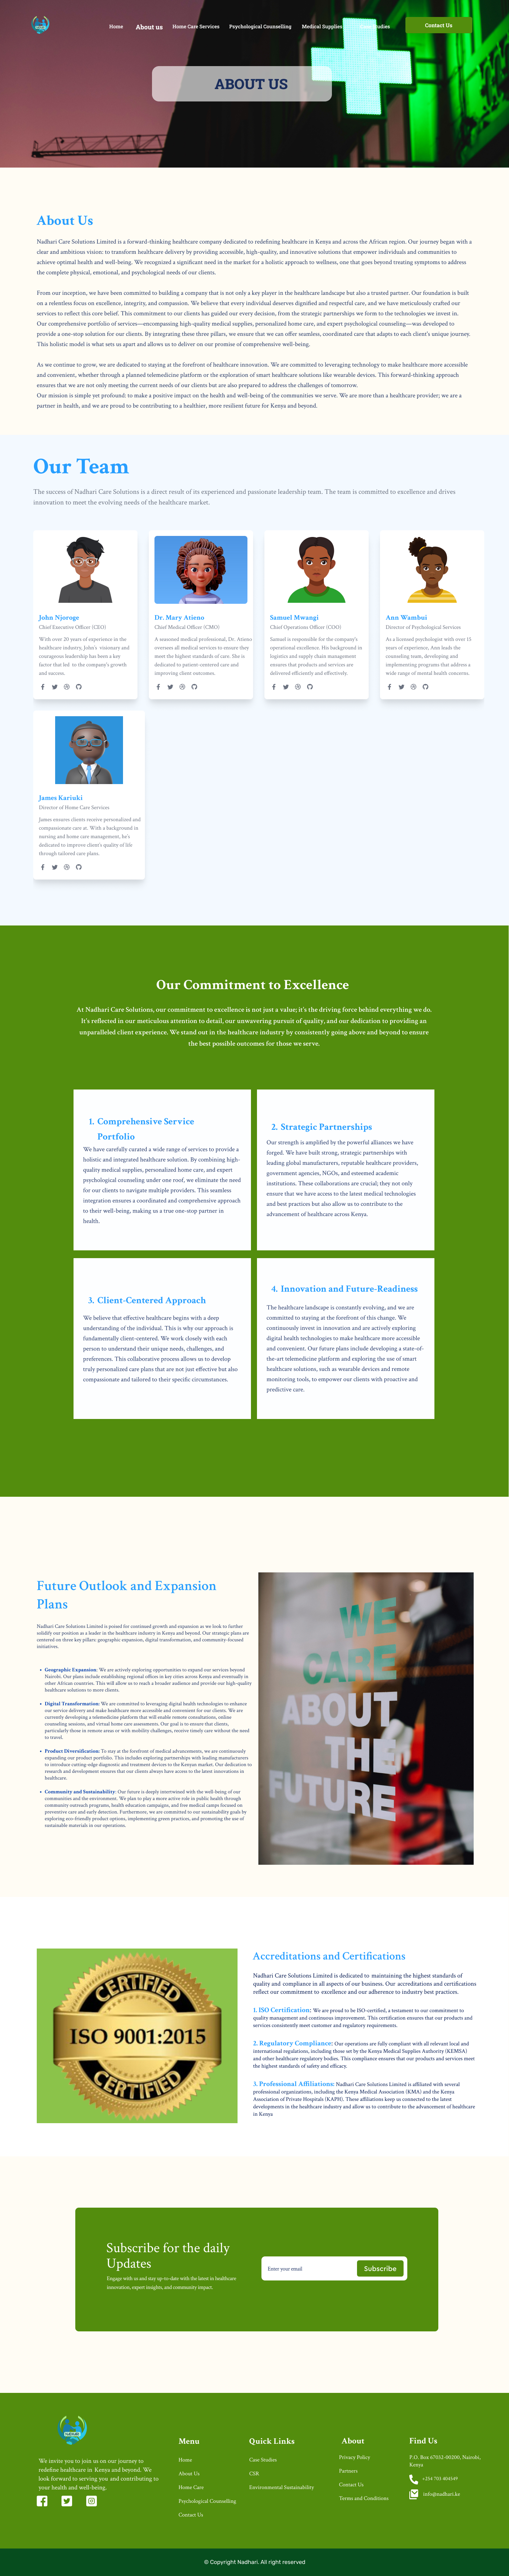 Home
About us
Home Care Services
Psychological Counselling
Medical Supplies
Contact Us
ABOUT US
About Us
Nadhari Care Solutions Limited is a forward-thinking healthcare company dedicated to redefining healthcare in Kenya and across the African region. Our journey began with a
clear and ambitious vision: to transform healthcare delivery by providing accessible, high-quality, and innovative solutions that empower individuals and communities to
achieve optimal health and well-being. We recognized a significant need in the market for a holistic approach to wellness, one that goes beyond treating symptoms to address
the complete physical, emotional, and psychological needs of our clients.
From our inception, we have been committed to building a company that is not only a key player in the healthcare landscape but also a trusted partner. Our foundation is built
on a relentless focus on excellence, integrity, and compassion. We believe that every individual deserves dignified and respectful care, and we have meticulously crafted our
services to reflect this core belief. This commitment to our clients has guided our every decision, from the strategic partnerships we form to the technologies we invest in.
Our comprehensive portfolio of services—encompassing high-quality medical supplies, personalized home care, and expert psychological counseling—was developed to
provide a one-stop solution for our clients. By integrating these three pillars, we ensure that we can offer seamless, coordinated care that adapts to each client's unique journey.
This holistic model is what sets us apart and allows us to deliver on our promise of comprehensive well-being.
As we continue to grow, we are dedicated to staying at the forefront of healthcare innovation. We are committed to leveraging technology to make healthcare more accessible
and convenient, whether through a planned telemedicine platform or the exploration of smart healthcare solutions like wearable devices. This forward-thinking approach
ensures that we are not only meeting the current needs of our clients but are also prepared to address the challenges of tomorrow.
Our mission is simple yet profound: to make a positive impact on the health and well-being of the communities we serve. We are more than a healthcare provider; we are a
partner in health, and we are proud to be contributing to a healthier, more resilient future for Kenya and beyond.
Our Team
The success of Nadhari Care Solutions is a direct result of its experienced and passionate leadership team. The team is committed to excellence and drives
innovation to meet the evolving needs of the healthcare market.
John Njoroge
Chief Executive Officer (CEO)
With over 20 years of experience in the
healthcare industry, John's visionary and
courageous leadership has been a key
factor that led to the company's growth
and success.
Dr. Mary Atieno
Chief Medical Officer (CMO)
A seasoned medical professional, Dr. Atieno
oversees all medical services to ensure they
meet the highest standards of care. She is
dedicated to patient-centered care and
improving client outcomes.
Samuel Mwangi
Chief Operations Officer (COO)
Samuel is responsible for the company's
operational excellence. His background in
logistics and supply chain management
ensures that products and services are
delivered efficiently and effectively.
Ann Wambui
Director of Psychological Services
As a licensed psychologist with over 15
years of experience, Ann leads the
counseling team, developing and
implementing programs that address a
wide range of mental health concerns.
James Kariuki
Director of Home Care Services
James ensures clients receive personalized and
compassionate care at. With a background in
nursing and home care management, he's
dedicated to improve client's quality of life
through tailored care plans.
Our Commitment to Excellence
At Nadhari Care Solutions, our commitment to excellence is not just a value; it's the driving force behind everything we do.
It's reflected in our meticulous attention to detail, our unwavering pursuit of quality, and our dedication to providing an
unparalleled client experience. We stand out in the healthcare industry by consistently going above and beyond to ensure
the best possible outcomes for those we serve.
1. Comprehensive Service
Portfolio
We have carefully curated a wide range of services to provide a
holistic and integrated healthcare solution. By combining high-
quality medical supplies, personalized home care, and expert
psychological counseling under one roof, we eliminate the need
for our clients to navigate multiple providers. This seamless
integration ensures a coordinated and comprehensive approach
to their well-being, making us a true one-stop partner in
health.
2. Strategic Partnerships
Our strength is amplified by the powerful alliances we have
forged. We have built strong, strategic partnerships with
leading global manufacturers, reputable healthcare providers,
government agencies, NGOs, and esteemed academic
institutions. These collaborations are crucial; they not only
ensure that we have access to the latest medical technologies
and best practices but also allow us to contribute to the
advancement of healthcare across Kenya.
3. Client-Centered Approach
We believe that effective healthcare begins with a deep
understanding of the individual. This is why our approach is
fundamentally client-centered. We work closely with each
person to understand their unique needs, challenges, and
preferences. This collaborative process allows us to develop
truly personalized care plans that are not just effective but also
compassionate and tailored to their specific circumstances.
4. Innovation and Future-Readiness
The healthcare landscape is constantly evolving, and we are
committed to staying at the forefront of this change. We
continuously invest in innovation and are actively exploring
digital health technologies to make healthcare more accessible
and convenient. Our future plans include developing a state-of-
the-art telemedicine platform and exploring the use of smart
healthcare solutions, such as wearable devices and remote
monitoring tools, to empower our clients with proactive and
predictive care.
Future Outlook and Expansion
Plans
Nadhari Care Solutions Limited is poised for continued growth and expansion as we look to further
solidify our position as a leader in the healthcare industry in Kenya and beyond. Our strategic plans are
centered on three key pillars: geographic expansion, digital transformation, and community-focused
initiatives.
• Geographic Expansion: We are actively exploring opportunities to expand our services beyond
Nairobi. Our plans include establishing regional offices in key cities across Kenya and eventually in
other African countries. This will allow us to reach a broader audience and provide our high-quality
healthcare solutions to more clients.
• Digital Transformation: We are committed to leveraging digital health technologies to enhance
our service delivery and make healthcare more accessible and convenient for our clients. We are
currently developing a telemedicine platform that will enable remote consultations, online
counseling sessions, and virtual home care assessments. Our goal is to ensure that clients,
particularly those in remote areas or with mobility challenges, receive timely care without the need
to travel.
• Product Diversification: To stay at the forefront of medical advancements, we are continuously
expanding our product portfolio. This includes exploring partnerships with leading manufacturers
to introduce cutting-edge diagnostic and treatment devices to the Kenyan market. Our dedication to
research and development ensures that our clients always have access to the latest innovations in
healthcare.
• Community and Sustainability: Our future is deeply intertwined with the well-being of our
communities and the environment. We plan to play a more active role in public health through
community outreach programs, health education campaigns, and free medical camps focused on
preventive care and early detection. Furthermore, we are committed to our sustainability goals by
exploring eco-friendly product options, implementing green practices, and promoting the use of
sustainable materials in our operations.
WE
CARE
ABOUT
THE
FUTURE
CERTIFIED
ISO 9001:2015
CERTIFIED
Accreditations and Certifications
Nadhari Care Solutions Limited is dedicated to maintaining the highest standards of
quality and compliance in all aspects of our business. Our accreditations and certifications
reflect our commitment to excellence and our adherence to industry best practices.
1. ISO Certification: We are proud to be ISO-certified, a testament to our commitment to
quality management and continuous improvement. This certification ensures that our products and
services consistently meet customer and regulatory requirements.
2. Regulatory Compliance: Our operations are fully compliant with all relevant local and
international regulations, including those set by the Kenya Medical Supplies Authority (KEMSA)
and other healthcare regulatory bodies. This compliance ensures that our products and services meet
the highest standards of safety and efficacy.
3. Professional Affiliations: Nadhari Care Solutions Limited is affiliated with several
professional organizations, including the Kenya Medical Association (KMA) and the Kenya
Association of Private Hospitals (KAPH). These affiliations keep us connected to the latest
developments in the healthcare industry and allow us to contribute to the advancement of healthcare
in Kenya
Subscribe for the daily
Updates
Engage with us and stay up-to-date with the latest in healthcare
innovation, expert insights, and community impact.
Enter your email
Subscribe
We invite you to join us on our journey to
redefine healthcare in Kenya and beyond. We
look forward to serving you and contributing to
your health and well-being.
Menu
Home
About Us
Home Care
Psychological Counselling
Contact Us
Quick Links
Case Studies
CSR
Environmental Sustainability
About
Privacy Policy
Partners
Contact Us
Terms and Conditions
Find Us
P.O. Box 67032-00200, Nairobi,
Kenya
+254 703 404549
info@nadhari.ke
© Copyright Nadhari. All right reserved